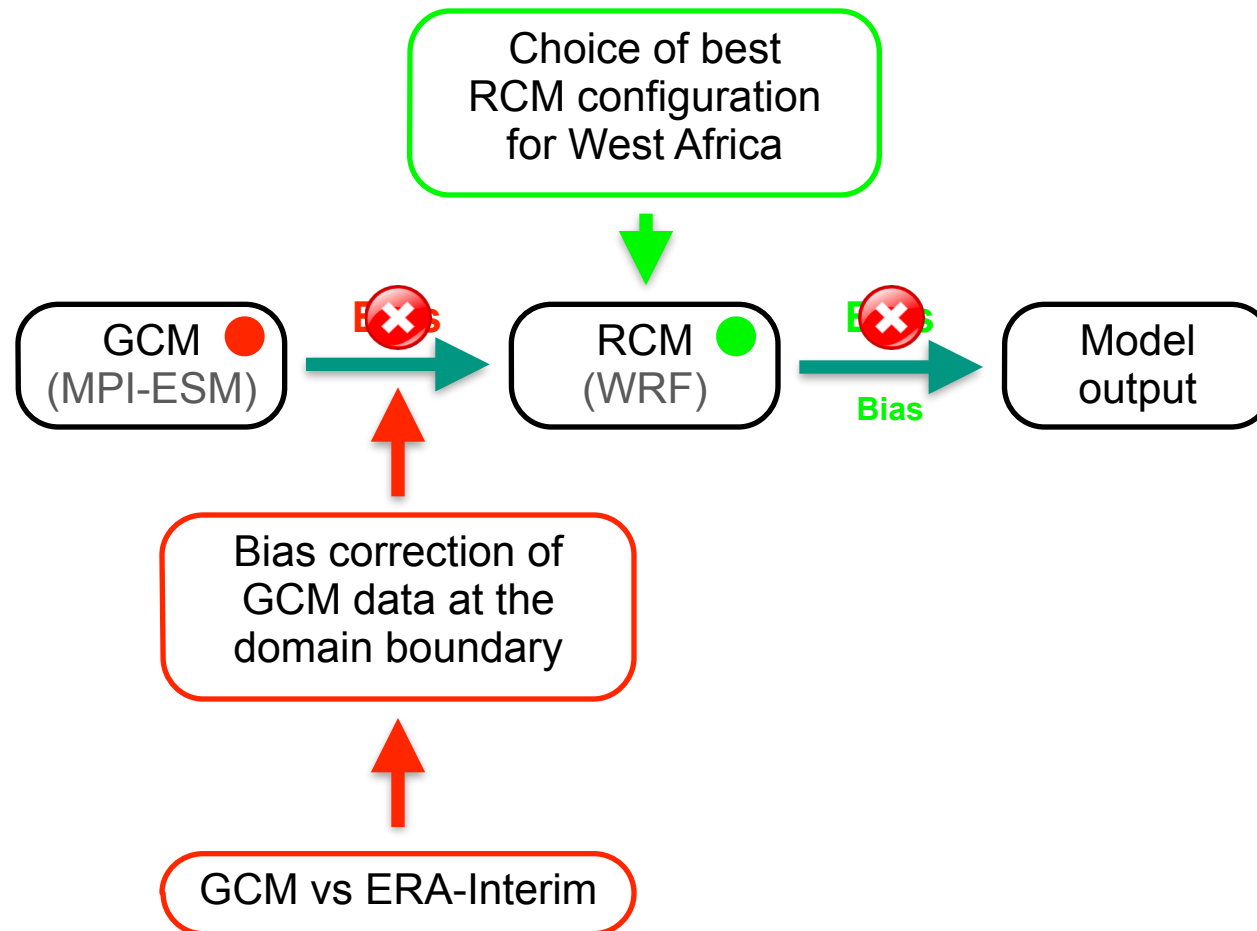 Choice of best
RCM configuration
for West Africa
GCM
(MPI-ESM)
RCM
(WRF)
Bias
Model
output
Bias correction of
GCM data at the
domain boundary
GCM vs ERA-Interim